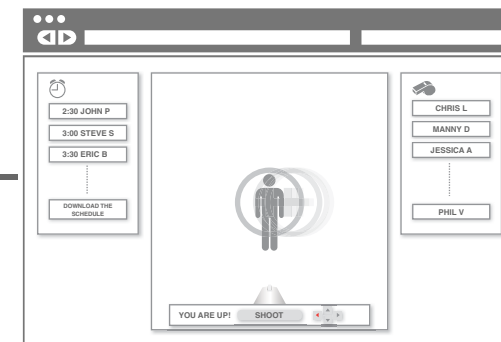 2:30 JOHN P
3:00 STEVE S
3:30 ERIC B
DOWNLOAD THE
SCHEDULE
YOU ARE UP!
SHOOT
CHRIS L
MANNY D
JESSICA A
PHIL V